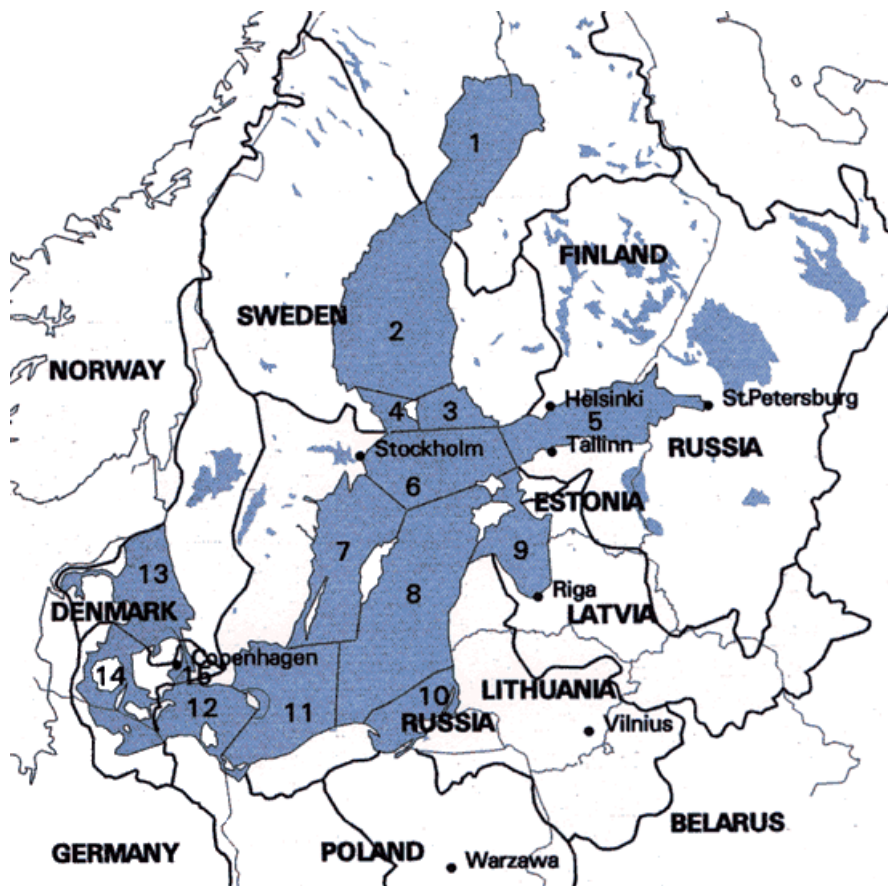 1
FINLAND
SWEDEN
2
NORWAY
Helsinki
St.Petersburg
4
3
5
Stockholm
Tallinn
RUSSIA
6
ESTONIA
7
9
13
8
Riga
DENMARK
LATVIA
Copenhagen
14
15
10
LITHUANIA
12
11
RUSSIA
Vilnius
BELARUS
GERMANY
POLAND
Warzawa